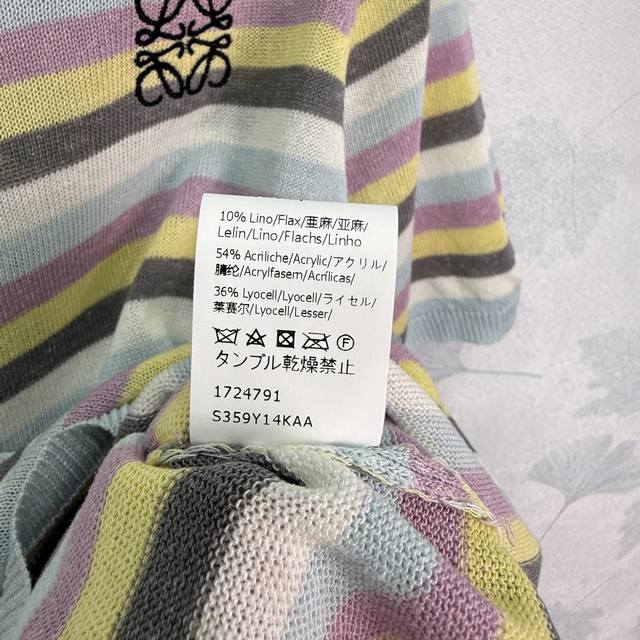 10% Lino/Flax/亜麻/亚麻/
Lelin/Lino/Flachs/Linho
54% Acriliche/Acrylic/アクリル/
腈纶/Acrylfasern/Acrílicas/
36% Lyocell/Lyocell/ライセル/
莱赛尔/Lyocell/Lesser/
タンブル乾燥禁止
1724791
S359Y14KAA